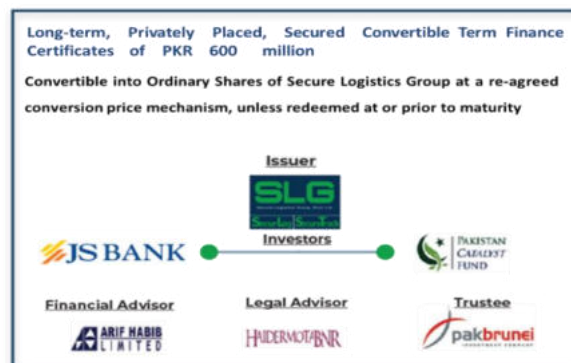 Long-term, Privately Placed, Secured Convertible Term Finance
Certificates of PKR 600 million
Convertible into Ordinary Shares of Secure Logistics Group at a re-agreed
conversion price mechanism, unless redeemed at or prior to maturity
Issuer
SLG
Investors
JS BANK
PAKISTAN
CATALYST
FUND
Financial Advisor
Legal Advisor
Trustee
ARIF HABIB
LIMITED
HAIDERMOTABNR
pakbrunei
INVESTMENT COMPANY